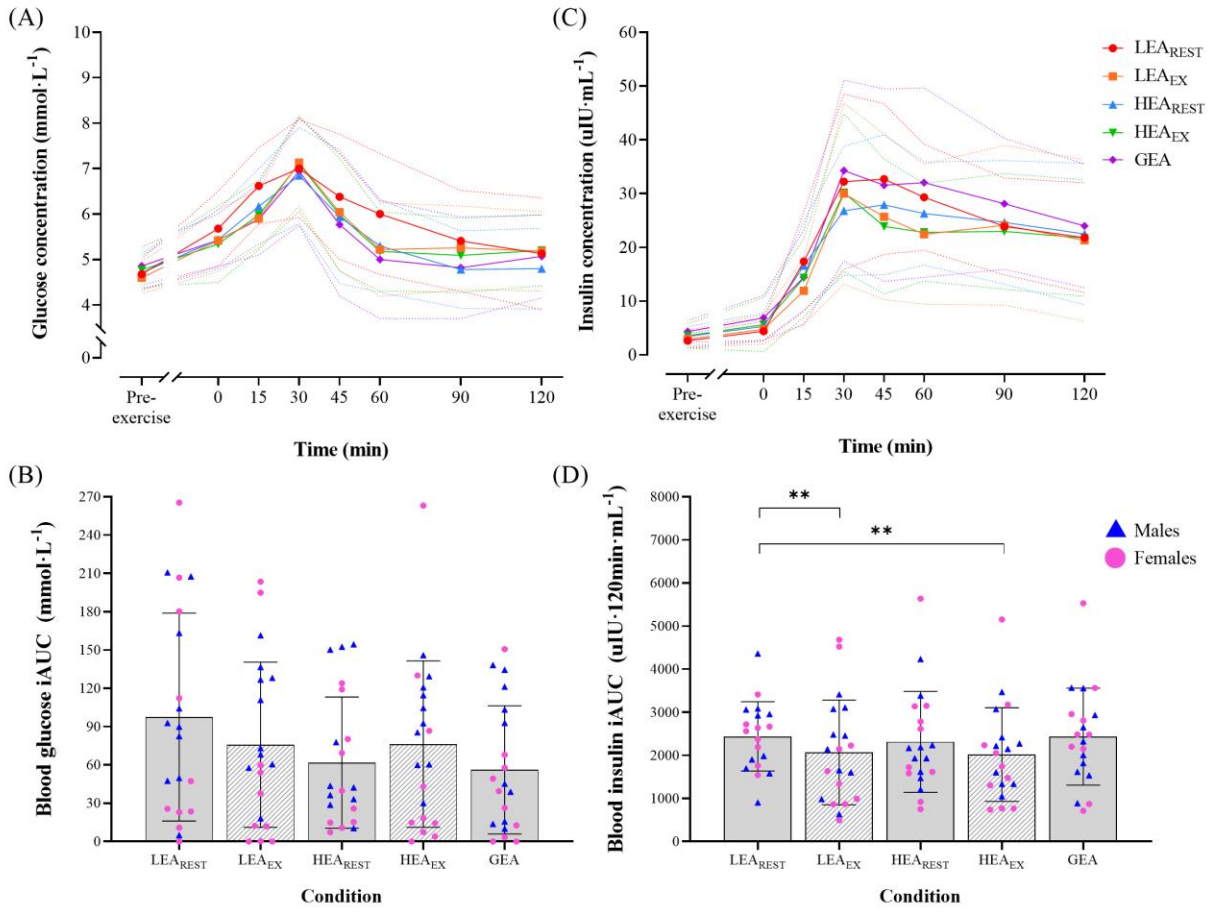 (A)
Glucose concentration (mmol·L⁻¹)
10
9
8
7
6
5
4
0
Pre-
exercise
0 15 30 45 60 90 120
Time (min)
(C)
Insulin concentration (uIU·mL⁻¹)
60
50
40
30
20
10
0
Pre-
exercise
0 15 30 45 60 90 120
Time (min)
LEA_REST
LEA_EX
HEA_REST
HEA_EX
GEA
(B)
Blood glucose iAUC (mmol·L⁻¹)
270
240
210
180
150
120
90
60
30
0
LEA_REST LEA_EX HEA_REST HEA_EX GEA
Condition
(D)
Blood insulin iAUC (uIU·120min·mL⁻¹)
8000
7000
6000
5000
4000
3000
2000
1000
0
**
**
LEA_REST LEA_EX HEA_REST HEA_EX GEA
Condition
Males
Females